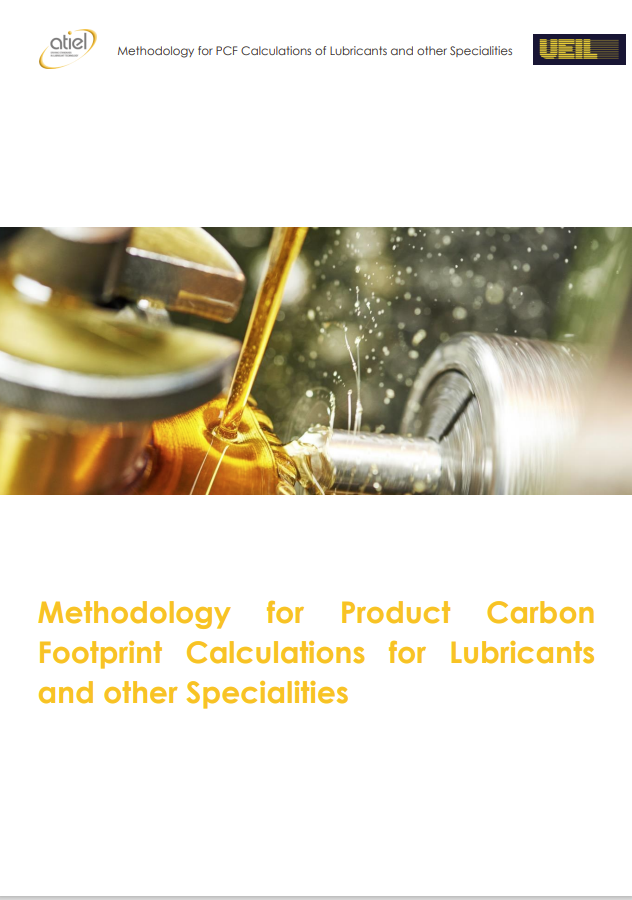 atiel
Methodology for PCF Calculations of Lubricants and other Specialities
UEIL
Methodology for Product Carbon
Footprint Calculations for Lubricants
and other Specialities